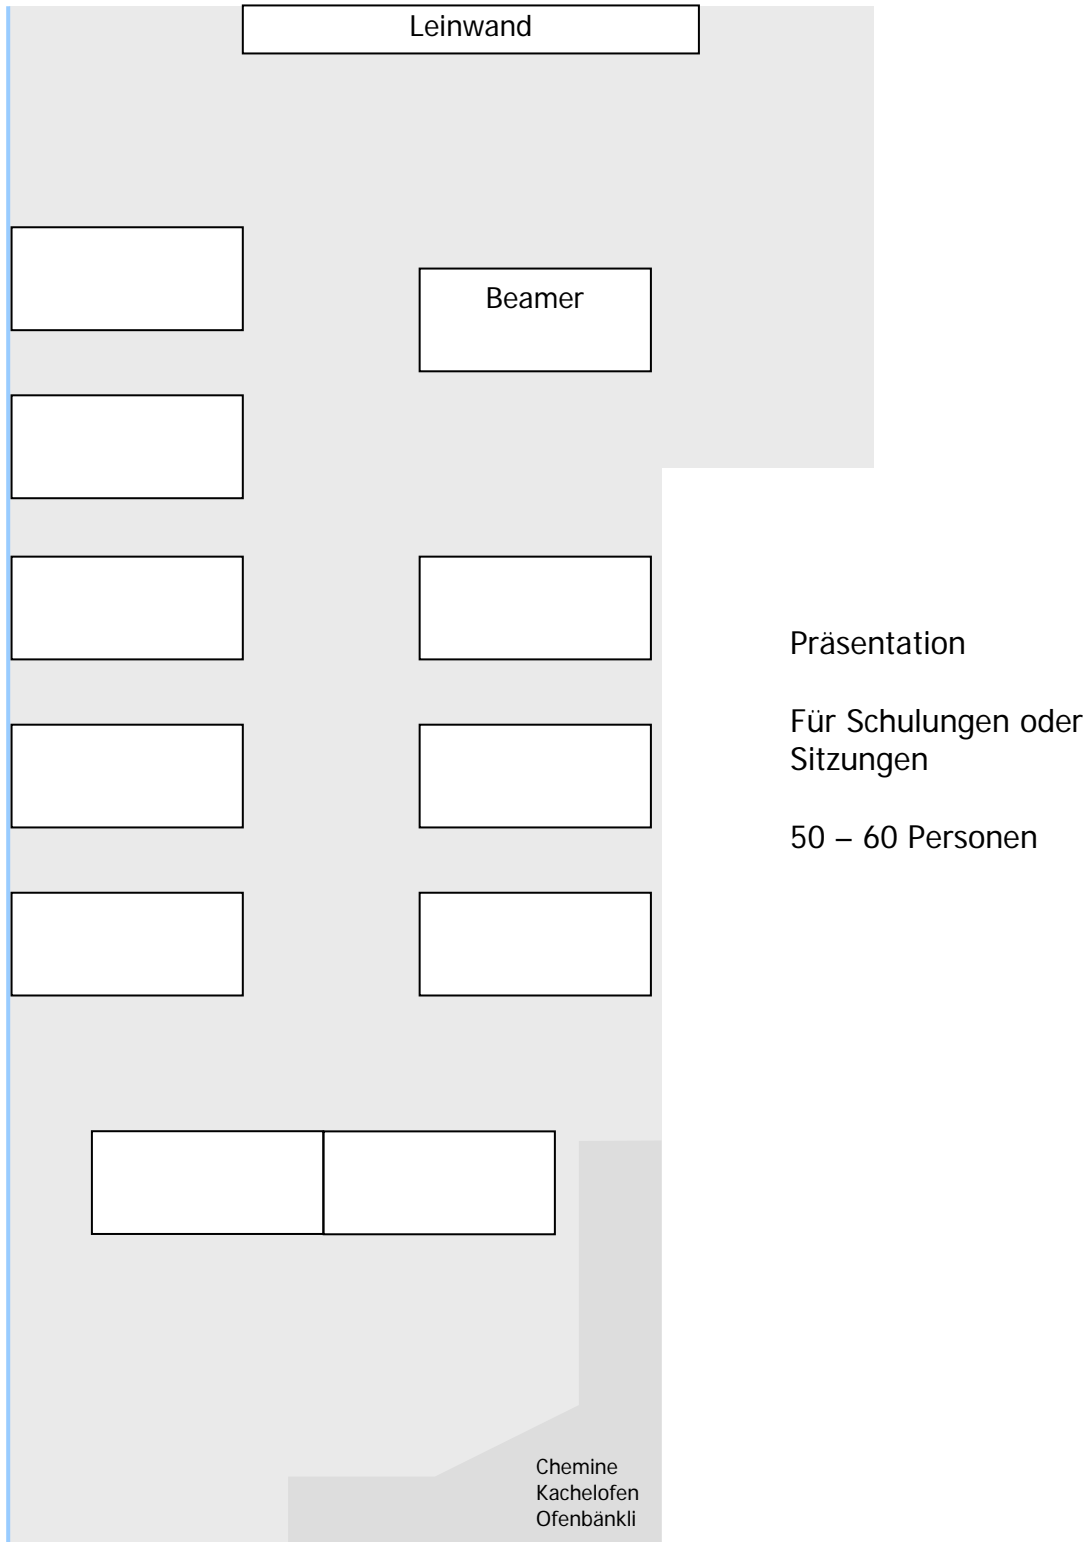 Leinwand
Beamer
Präsentation
Für Schulungen oder
Sitzungen
50 – 60 Personen
Chemine
Kachelofen
Ofenbänkli